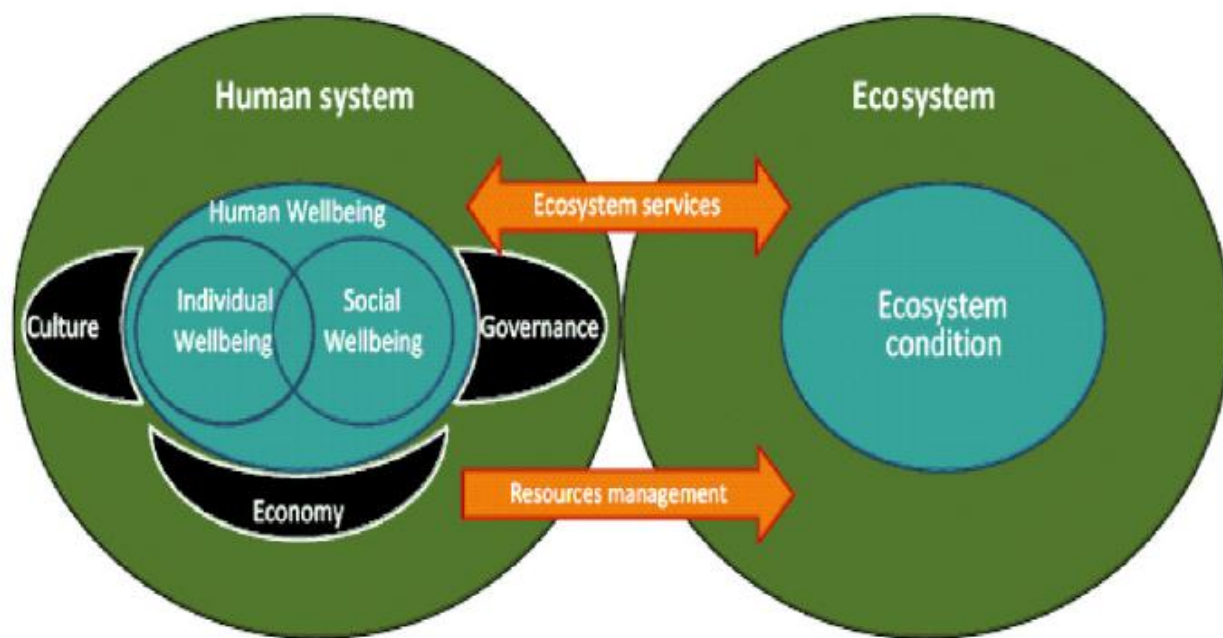 Human system
Ecosystem
Human Wellbeing
Ecosystem services
Individual
Wellbeing
Social
Wellbeing
Culture
Governance
Ecosystem
condition
Economy
Resources management